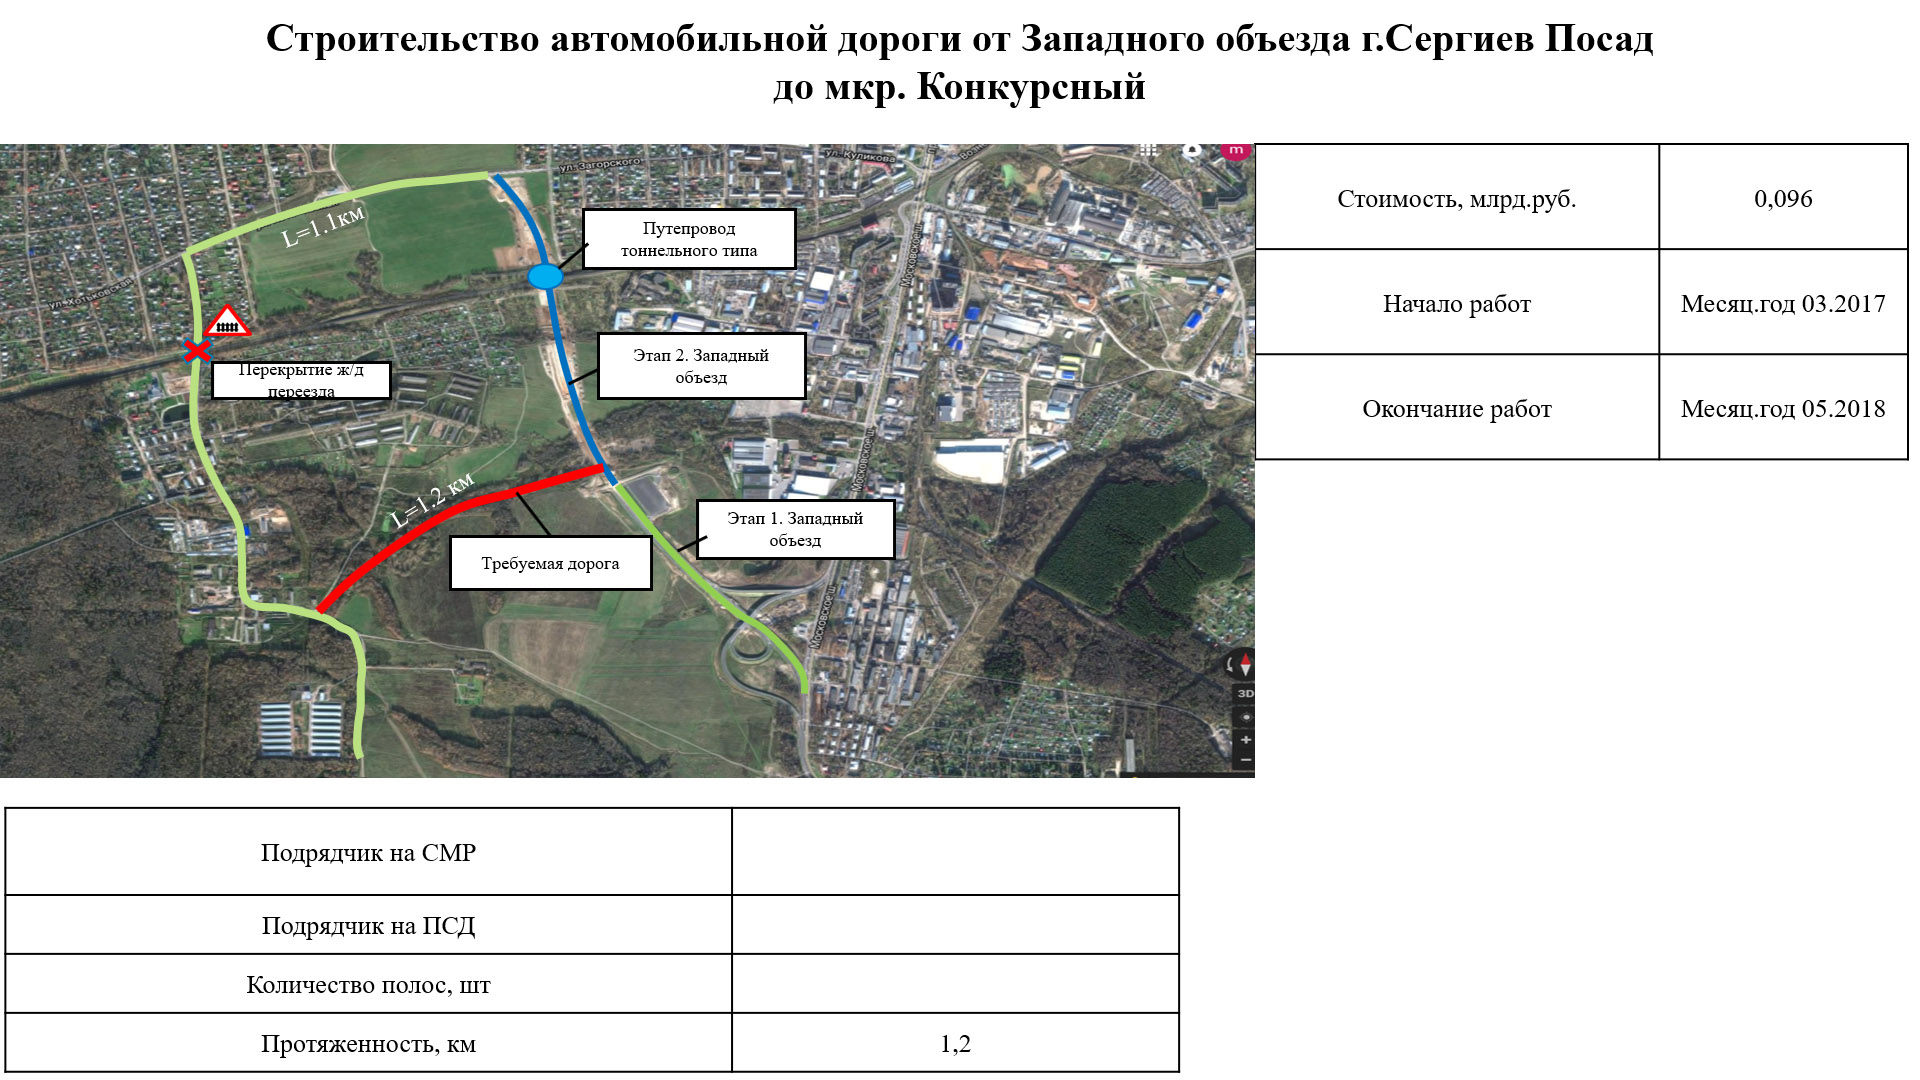 Строительство автомобильной дороги от Западного объезда г.Сергиев Посад
до мкр. Конкурсный
ул. Загорского
ул. Куликова
m
L=1.1км
Путепровод
тоннельного типа
Московское ш.
ул. Хотьковская
Этап 2. Западный
объезд
Перекрытие ж/д
переезда
Московское ш.
L=1.2 км
Этап 1. Западный
объезд
Требуемая дорога
Московское ш.
3D
Стоимость, млрд.руб.
0,096
Начало работ
Месяц.год 03.2017
Окончание работ
Месяц.год 05.2018
Подрядчик на СМР
Подрядчик на ПСД
Количество полос, шт
Протяженность, км
1,2